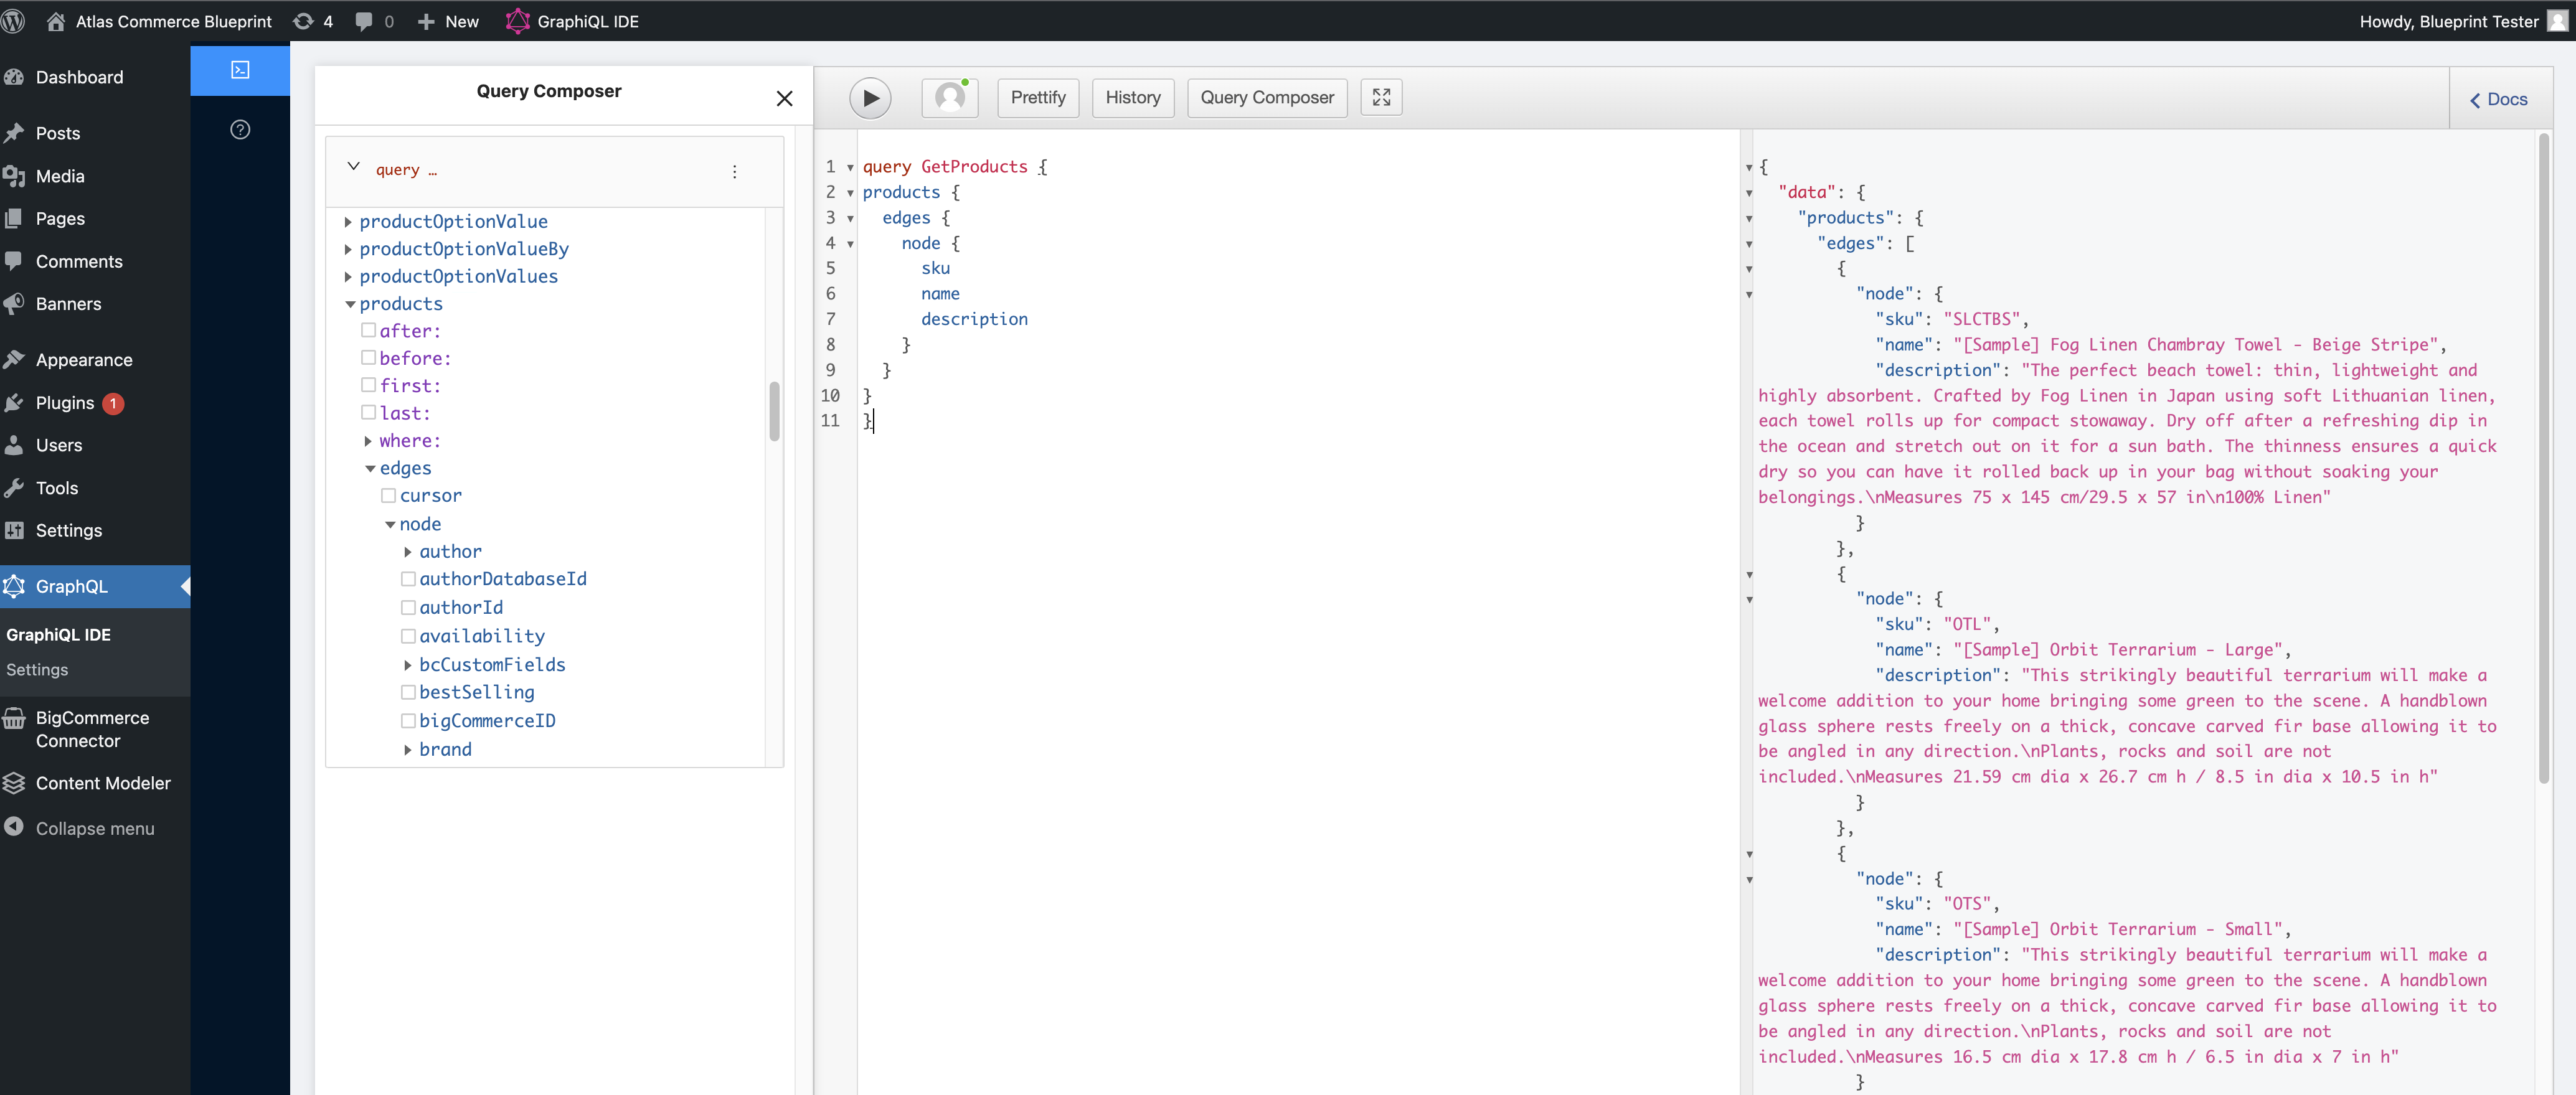 Atlas Commerce Blueprint 4 0 New GraphiQL IDE Howdy, Blueprint Tester
Dashboard
Posts
Media
Pages
Comments
Banners
Appearance
Plugins 1
Users
Tools
Settings
GraphQL
GraphiQL IDE
Settings
BigCommerce
Connector
Content Modeler
Collapse menu
Query Composer
query …
productOptionValue
productOptionValueBy
productOptionValues
products
after:
before:
first:
last:
where:
edges
cursor
node
author
authorDatabaseId
authorId
availability
bcCustomFields
bestSelling
bigCommerceID
brand
Prettify History Query Composer Docs
1 query GetProducts {
2 products {
3 edges {
4 node {
5 sku
6 name
7 description
8 }
9 }
10 }
11 }
{
"data": {
"products": {
"edges": [
{
"node": {
"sku": "SLCTBS",
"name": "[Sample] Fog Linen Chambray Towel - Beige Stripe",
"description": "The perfect beach towel: thin, lightweight and
highly absorbent. Crafted by Fog Linen in Japan using soft Lithuanian linen,
each towel rolls up for compact stowaway. Dry off after a refreshing dip in
the ocean and stretch out on it for a sun bath. The thinness ensures a quick
dry so you can have it rolled back up in your bag without soaking your
belongings.\nMeasures 75 x 145 cm/29.5 x 57 in\n100% Linen"
}
},
{
"node": {
"sku": "OTL",
"name": "[Sample] Orbit Terrarium - Large",
"description": "This strikingly beautiful terrarium will make a
welcome addition to your home bringing some green to the scene. A handblown
glass sphere rests freely on a thick, concave carved fir base allowing it to
be angled in any direction.\nPlants, rocks and soil are not
included.\nMeasures 21.59 cm dia x 26.7 cm h / 8.5 in dia x 10.5 in h"
}
},
{
"node": {
"sku": "OTS",
"name": "[Sample] Orbit Terrarium - Small",
"description": "This strikingly beautiful terrarium will make a
welcome addition to your home bringing some green to the scene. A handblown
glass sphere rests freely on a thick, concave carved fir base allowing it to
be angled in any direction.\nPlants, rocks and soil are not
included.\nMeasures 16.5 cm dia x 17.8 cm h / 6.5 in dia x 7 in h"
}